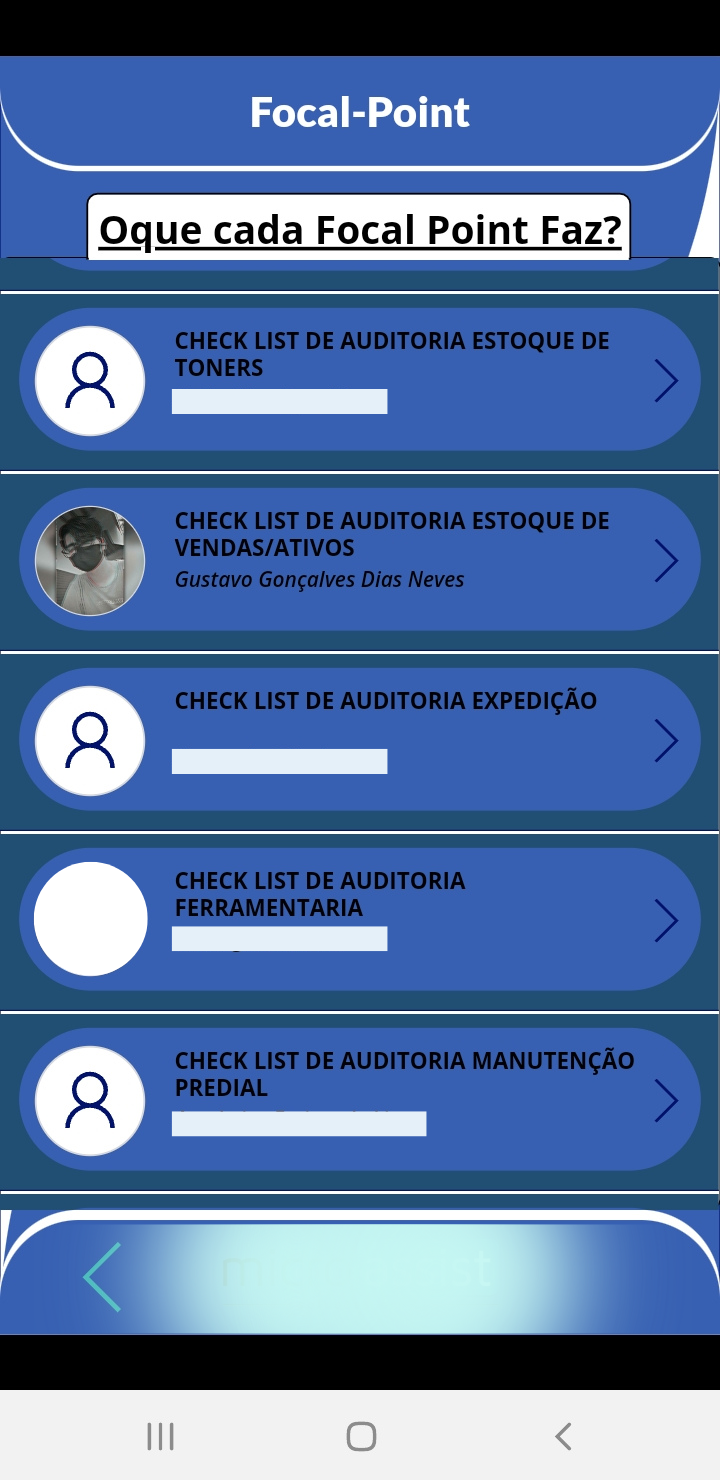 Focal-Point
Oque cada Focal Point Faz?
CHECK LIST DE AUDITORIA ESTOQUE DE
TONERS
CHECK LIST DE AUDITORIA ESTOQUE DE
VENDAS/ATIVOS
Gustavo Gonçalves Dias Neves
CHECK LIST DE AUDITORIA EXPEDIÇÃO
CHECK LIST DE AUDITORIA
FERRAMENTARIA
CHECK LIST DE AUDITORIA MANUTENÇÃO
PREDIAL